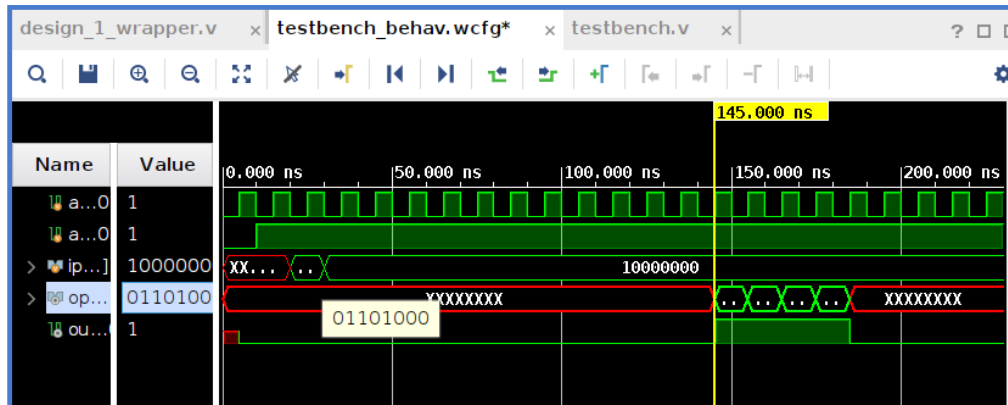 design_1_wrapper.v × testbench_behav.wcfg* × testbench.v × ?
145.000 ns
Name Value 0.000 ns 50.000 ns 100.000 ns 150.000 ns 200.000 ns
a...0 1
a...0 1
> ip...] 1000000 XX... .. 10000000
> op... 0110100 XXXXXXXX .. .. .. .. XXXXXXXX
01101000
ou... 1